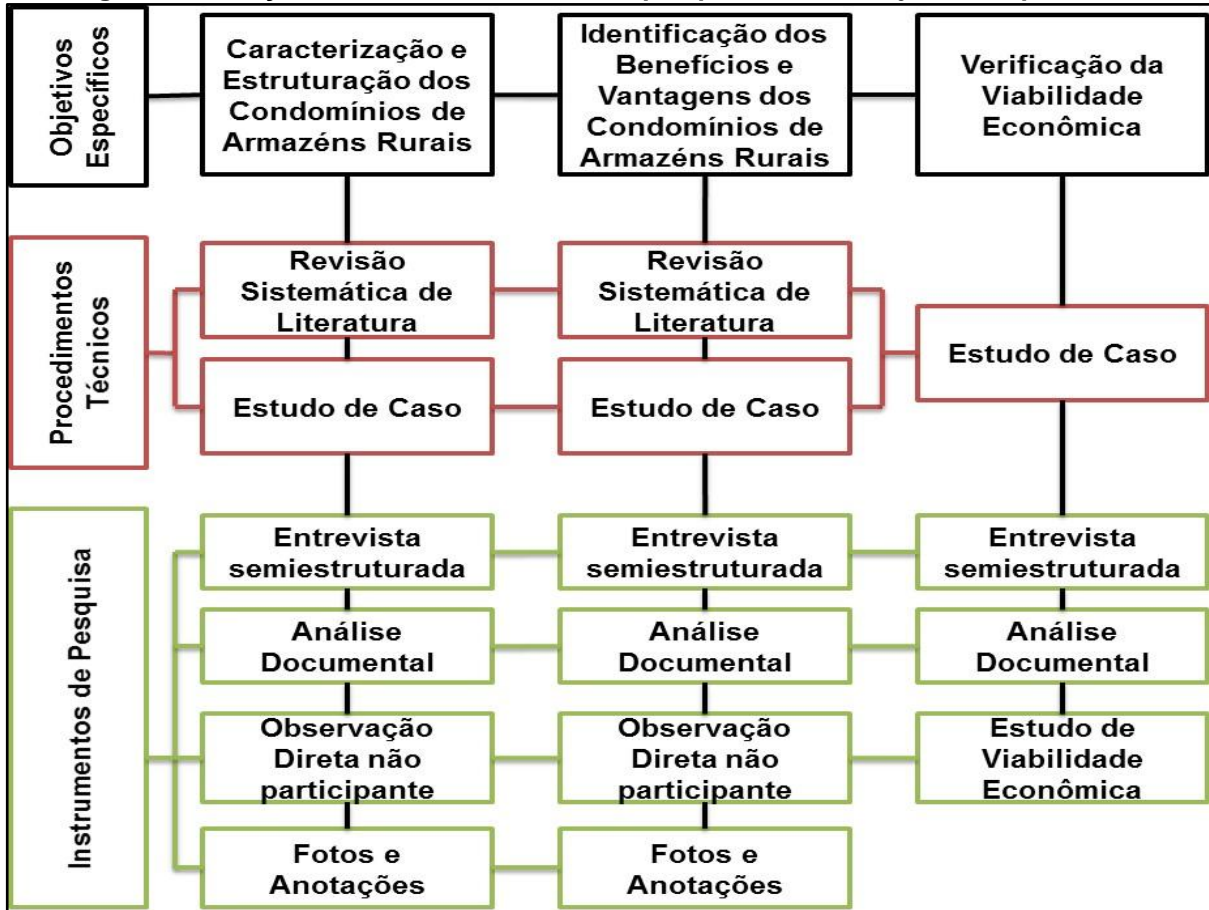 Objetivos
Específicos
Caracterização e
Estruturação dos
Condomínios de
Armazéns Rurais
Identificação dos
Benefícios e
Vantagens dos
Condomínios de
Armazéns Rurais
Verificação da
Viabilidade
Econômica
Procedimentos
Técnicos
Revisão
Sistemática de
Literatura
Revisão
Sistemática de
Literatura
Estudo de Caso
Estudo de Caso
Estudo de Caso
Instrumentos de Pesquisa
Entrevista
semiestruturada
Entrevista
semiestruturada
Entrevista
semiestruturada
Análise
Documental
Análise
Documental
Análise
Documental
Observação
Direta não
participante
Observação
Direta não
participante
Estudo de
Viabilidade
Econômica
Fotos e
Anotações
Fotos e
Anotações